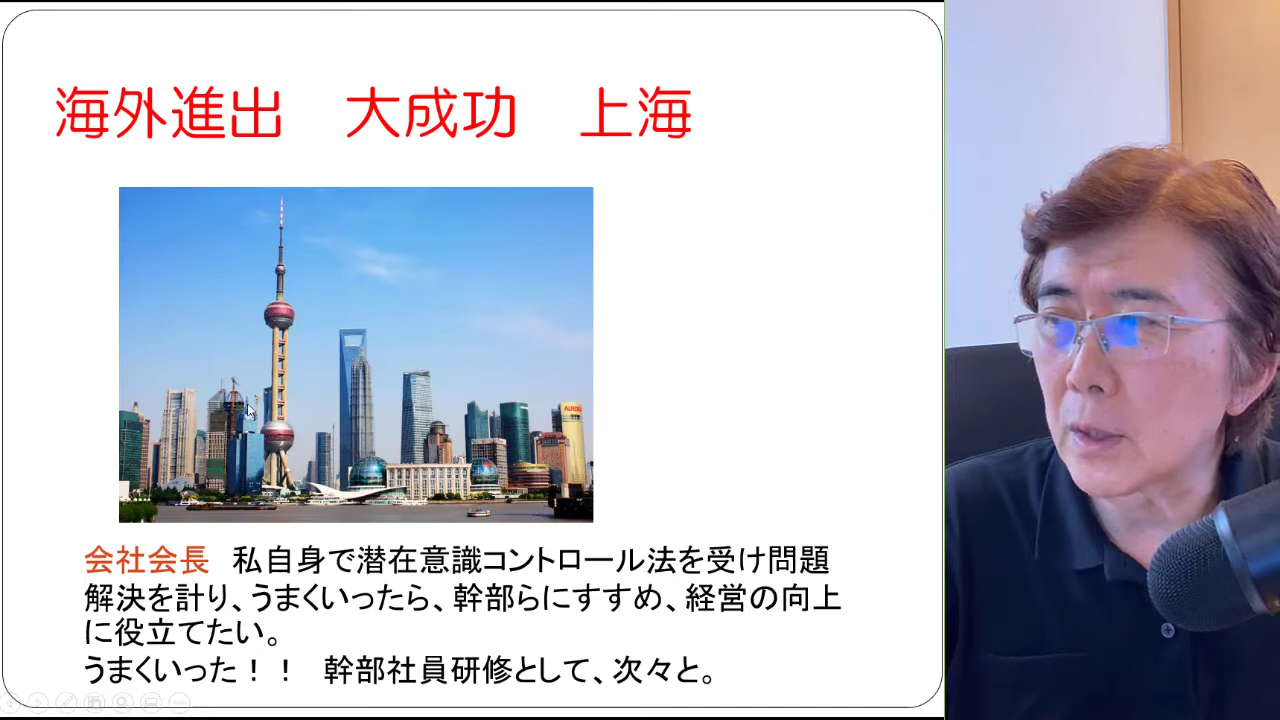 海外進出　大成功　上海
AURORA
会社会長　私自身で潜在意識コントロール法を受け問題
解決を計り、うまくいったら、幹部らにすすめ、経営の向上
に役立てたい。
うまくいった！！　幹部社員研修として、次々と。